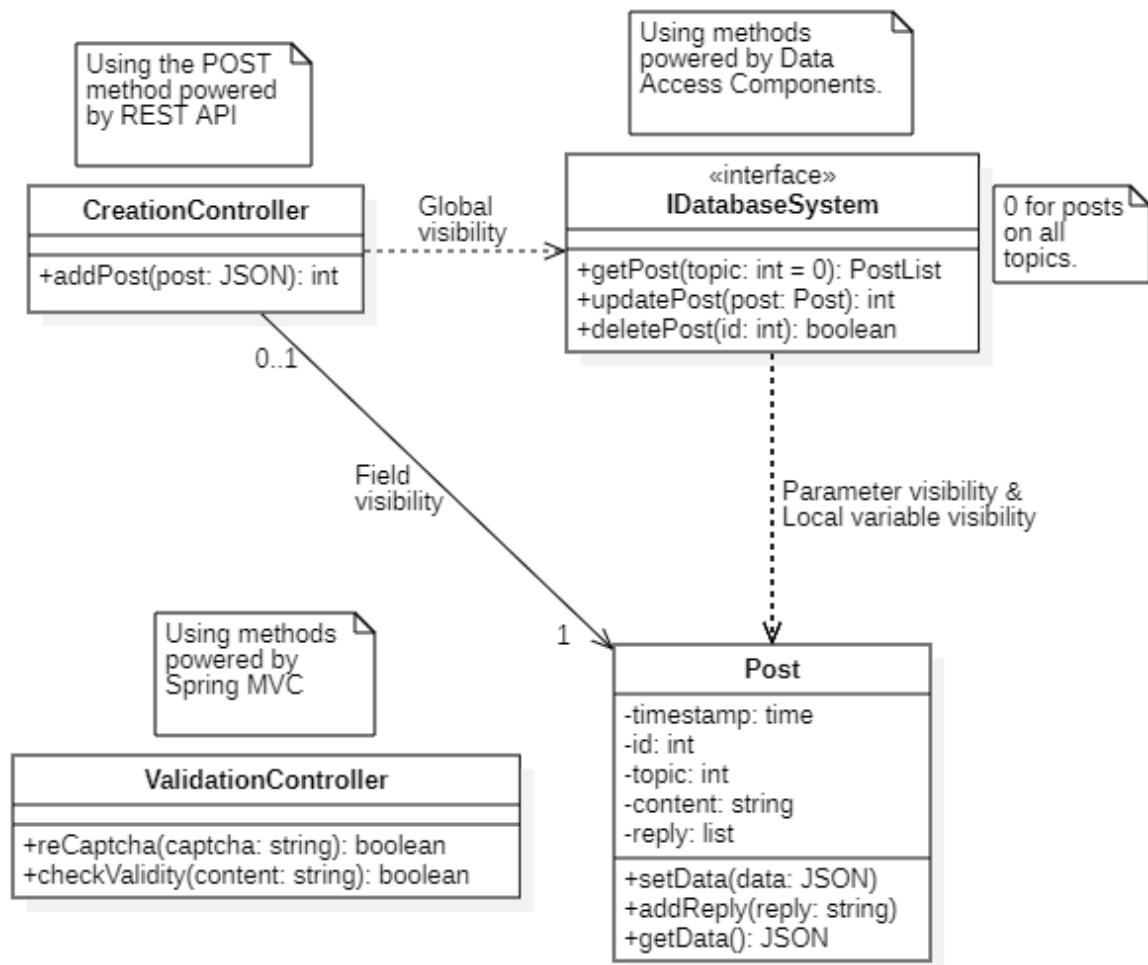 Using the POST
method powered
by REST API
Using methods
powered by Data
Access Components.
CreationController
+addPost(post: JSON): int
Global
visibility
«interface»
IDatabaseSystem
+getPost(topic: int = 0): PostList
+updatePost(post: Post): int
+deletePost(id: int): boolean
0 for posts
on all
topics.
0..1
Field
visibility
Parameter visibility &
Local variable visibility
1
Using methods
powered by
Spring MVC
ValidationController
+reCaptcha(captcha: string): boolean
+checkValidity(content: string): boolean
Post
-timestamp: time
-id: int
-topic: int
-content: string
-reply: list
+setData(data: JSON)
+addReply(reply: string)
+getData(): JSON